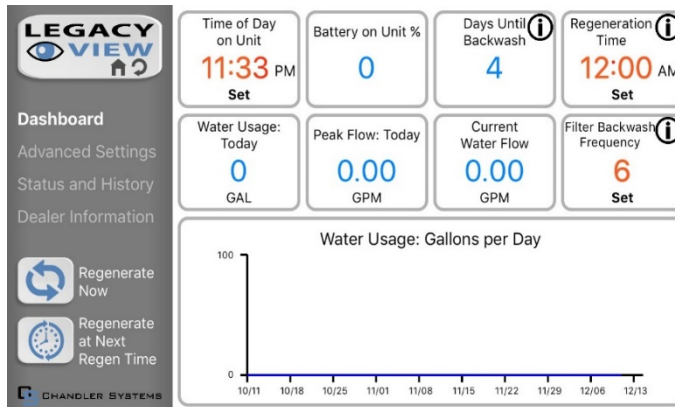 LEGACY
VIEW
Dashboard
Advanced Settings
Status and History
Dealer Information
Regenerate
Now
Regenerate
at Next
Regen Time
CHANDLER SYSTEMS
Time of Day
on Unit
11:33 PM
Set
Battery on Unit %
0
Days Until
Backwash
i
4
Regeneration
Time
i
12:00 AM
Set
Water Usage:
Today
0
GAL
Peak Flow: Today
0.00
GPM
Current
Water Flow
0.00
GPM
Filter Backwash
Frequency
i
6
Set
Water Usage: Gallons per Day
100
0
10/11 10/18 10/25 11/01 11/08 11/15 11/22 11/29 12/06 12/13